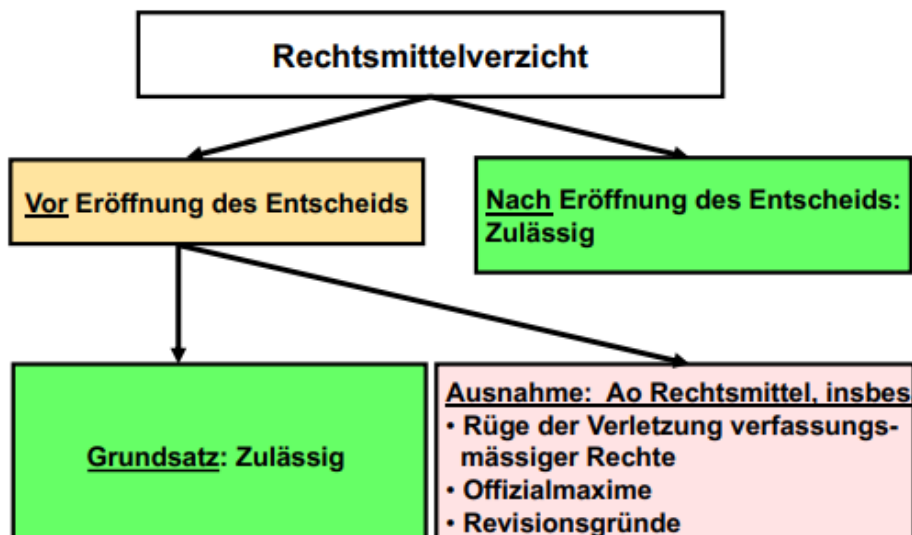 Rechtsmittelverzicht
Vor Eröffnung des Entscheids
Nach Eröffnung des Entscheids:
Zulässig
Grundsatz: Zulässig
Ausnahme: Ao Rechtsmittel, insbes
• Rüge der Verletzung verfassungs-
mässiger Rechte
• Offizialmaxime
• Revisionsgründe